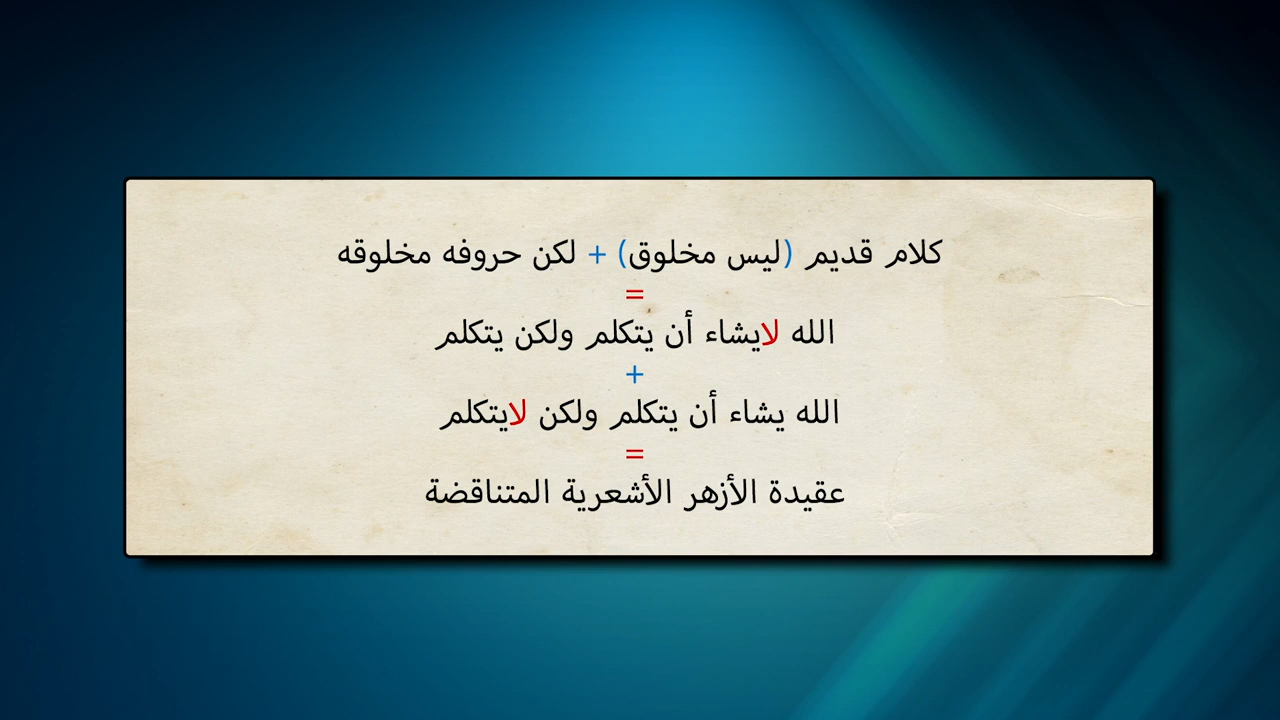 كلام قديم (ليس مخلوق) + لكن حروفه مخلوقه
=
الله لايشاء أن يتكلم ولكن يتكلم
+
الله يشاء أن يتكلم ولكن لايتكلم
=
عقيدة الأزهر الأشعرية المتناقضة